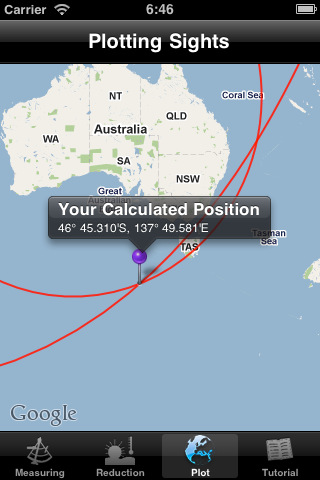 Carrier 6:46
Plotting Sights
Coral Sea
NT
QLD
Australia
WA
SA
NSW
Great
Australian
Your Calculated Position
46° 45.310'S, 137° 49.581'E
TAS
Tasman
Sea
Google
Measuring Reduction Plot Tutorial